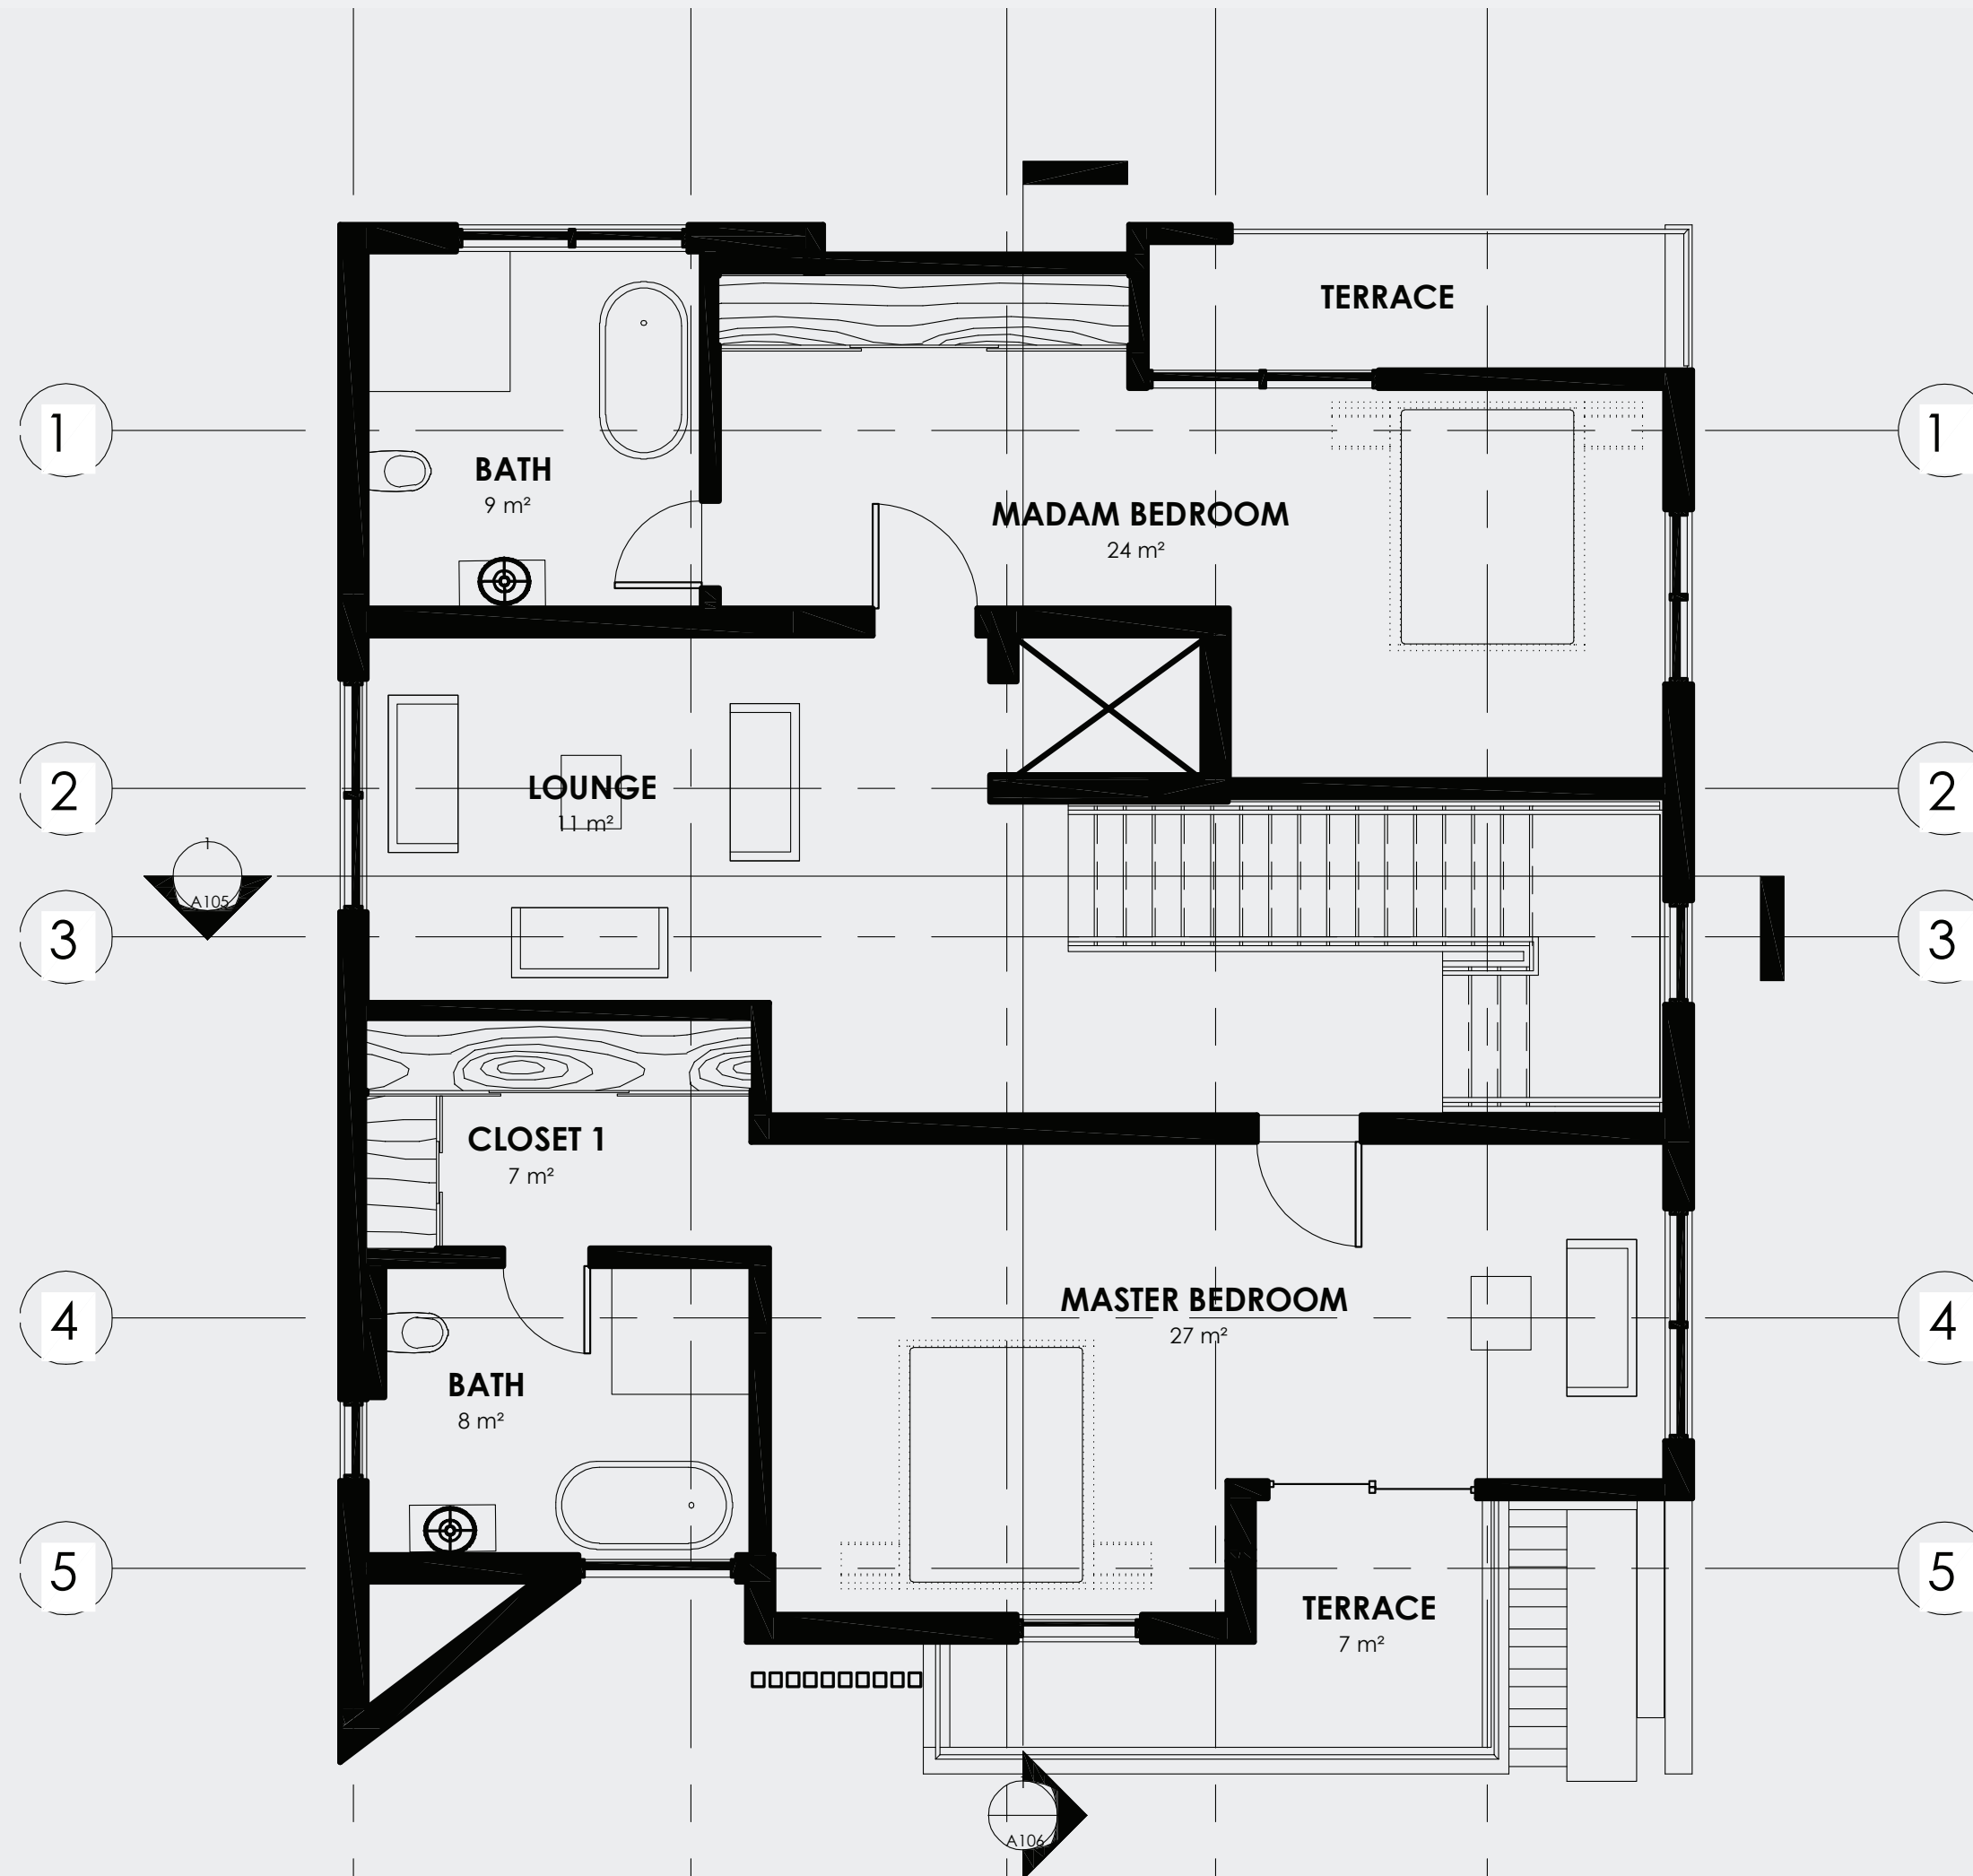 TERRACE
1
1
BATH
9 m²
MADAM BEDROOM
24 m²
2
LOUNGE
11 m²
2
1
A105
3
3
CLOSET 1
7 m²
4
MASTER BEDROOM
27 m²
4
BATH
8 m²
5
5
TERRACE
7 m²
A106